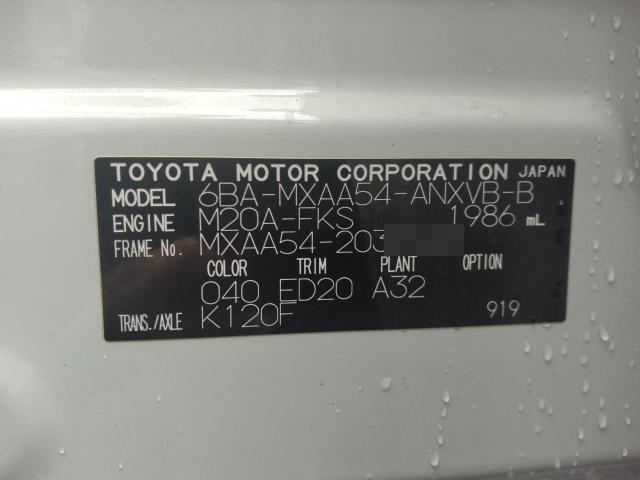 TOYOTA MOTOR CORPORATION JAPAN
MODEL 6BA-MXAA54-ANXVB-B
ENGINE M20A-FKS 1986 mL
FRAME No. MXAA54-203
COLOR TRIM PLANT OPTION
040 ED20 A32
TRANS./AXLE K120F 919